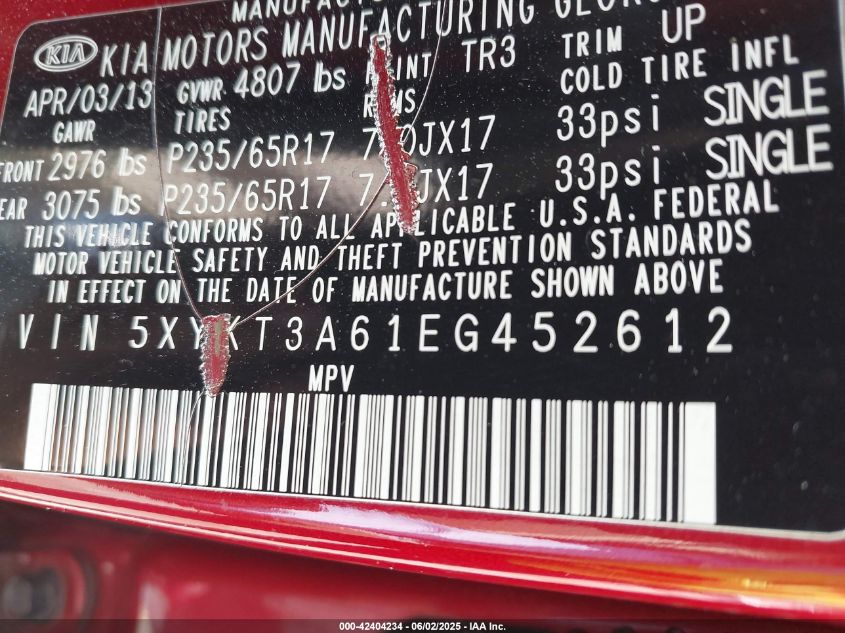 MANUFAC
KIA KIA MOTORS MANUFACTURING GEOR
APR/03/13 GVWR 4807 lbs TR3 TRIM UP
GAWR TIRES COLD TIRE INFL
FRONT 2976 lbs P235/65R17 33psi SINGLE
3075 lbs P235/65R17 33psi SINGLE
THIS VEHICLE CONFORMS TO ALL APPLICABLE U.S.A. FEDERAL
MOTOR VEHICLE SAFETY AND THEFT PREVENTION STANDARDS
IN EFFECT ON THE DATE OF MANUFACTURE SHOWN ABOVE
VIN 5XYKT3A61EG452612
MPV
000-42404234 - 06/02/2025 - IAA Inc.